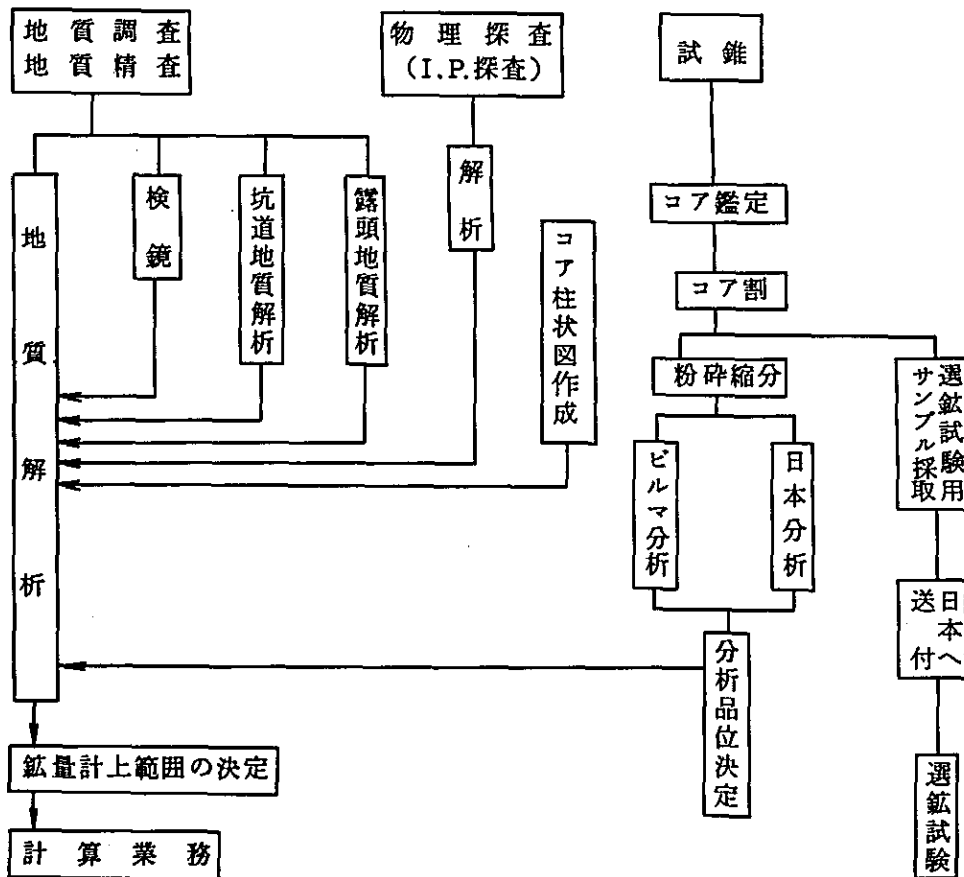 地質調査
地質精査
物理探査
(I.P.探査)
試錐
地質解析
検鏡
坑道地質解析
露頭地質解析
解析
コア柱状図作成
コア鑑定
コア割
粉砕縮分
ビルマ分析
日本分析
選鉱試験用
サンプル採取
日本へ
送付
分析品位決定
選鉱試験
鉱量計上範囲の決定
計算業務